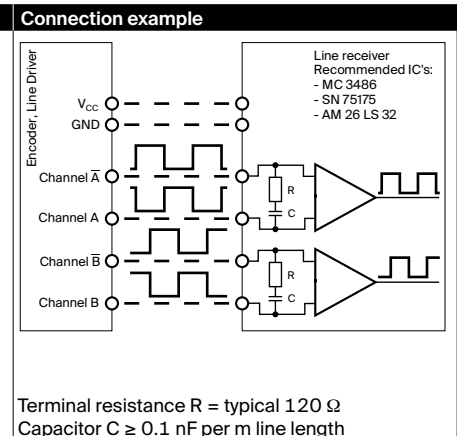 Connection example
Encoder, Line Driver
Line receiver
Recommended IC's:
- MC 3486
- SN 75175
- AM 26 LS 32
VCC
GND
Channel A̅
R
C
Channel A
Channel B̅
R
C
Channel B
Terminal resistance R = typical 120 Ω
Capacitor C ≥ 0.1 nF per m line length